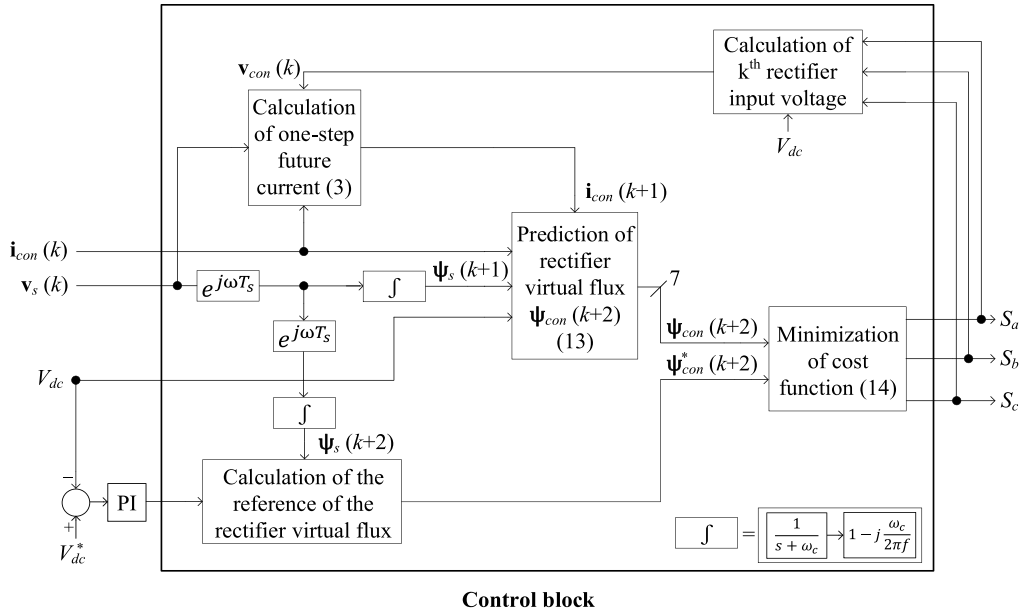 Calculation of
kth rectifier
input voltage
Vdc
vcon (k)
Calculation
of one-step
future
current (3)
icon (k+1)
icon (k)
vs (k)
e^jωTs
∫
ψs (k+1)
Prediction of
rectifier
virtual flux
ψcon (k+2)
(13)
7
e^jωTs
Vdc
ψcon (k+2)
ψ*con (k+2)
Minimization
of cost
function (14)
Sa
Sb
Sc
∫
ψs (k+2)
Calculation of the
reference of the
rectifier virtual flux
−
+
PI
V*dc
∫ = 1/(s + ωc) 1 − j ωc/2πf
Control block